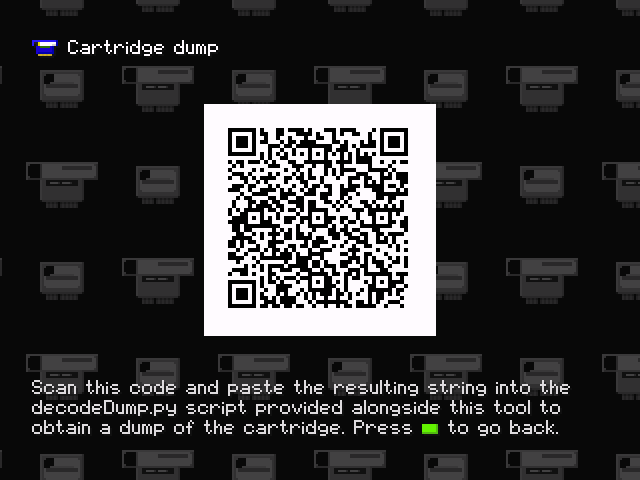 Cartridge dump
Scan this code and paste the resulting string into the
decodeDump.py script provided alongside this tool to
obtain a dump of the cartridge. Press to go back.